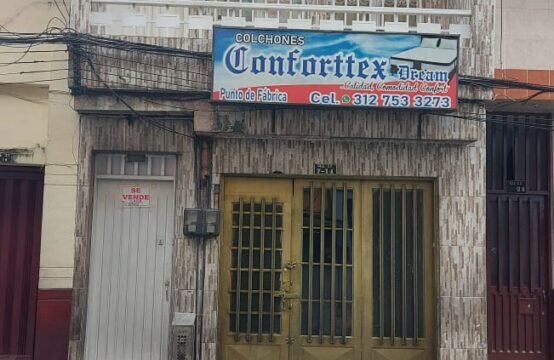 COLCHONES
Conforttex Dream
Calidad, Comodidad, Confort
Punto de Fábrica
Cel. 312 753 3273
SE
VENDE